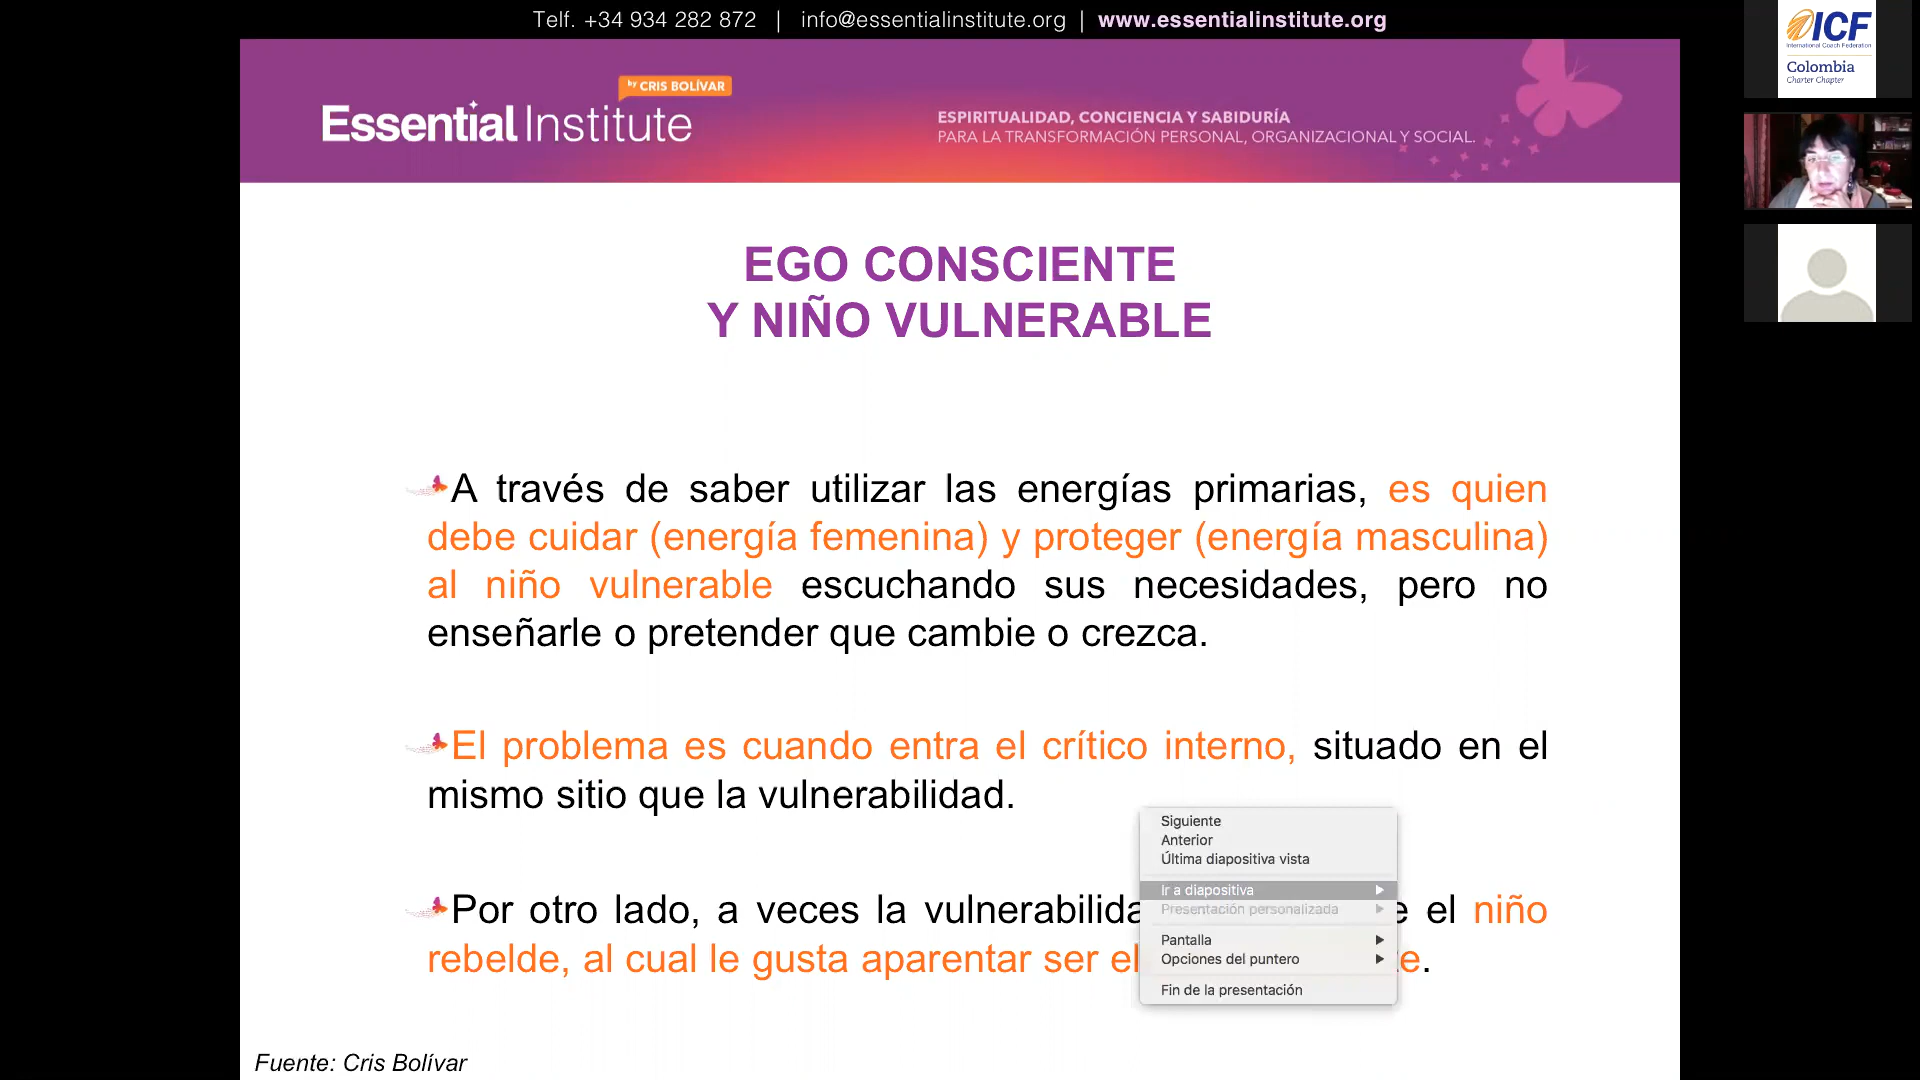 Telf. +34 934 282 872 | info@essentialinstitute.org | www.essentialinstitute.org
by CRIS BOLÍVAR
Essential Institute
ESPIRITUALIDAD, CONCIENCIA Y SABIDURÍA
PARA LA TRANSFORMACIÓN PERSONAL, ORGANIZACIONAL Y SOCIAL.
ICF
International Coach Federation
Colombia
Charter Chapter
EGO CONSCIENTE
Y NIÑO VULNERABLE
A través de saber utilizar las energías primarias, es quien
debe cuidar (energía femenina) y proteger (energía masculina)
al niño vulnerable escuchando sus necesidades, pero no
enseñarle o pretender que cambie o crezca.
El problema es cuando entra el crítico interno, situado en el
mismo sitio que la vulnerabilidad.
Por otro lado, a veces la el niño
rebelde, al cual le gusta aparentar ser
Siguiente
Anterior
Última diapositiva vista
Ir a diapositiva
Presentación personalizada
Pantalla
Opciones del puntero
Fin de la presentación
Fuente: Cris Bolívar